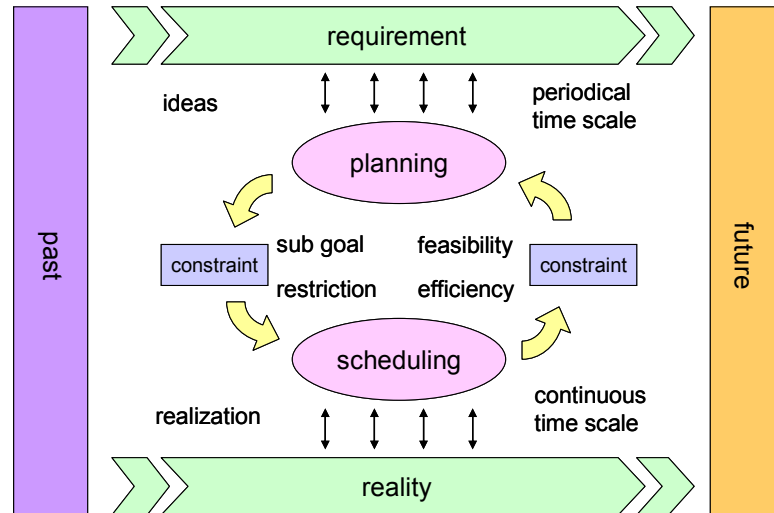 requirement
ideas
periodical
time scale
planning
past
future
sub goal
feasibility
constraint
constraint
restriction
efficiency
scheduling
realization
continuous
time scale
reality